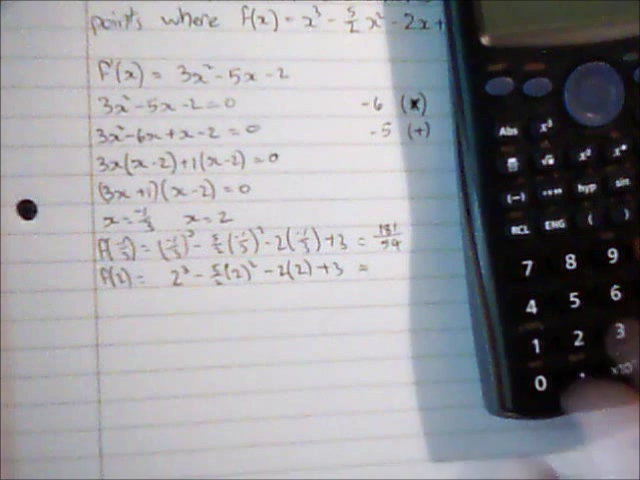 points where f(x) = x³ - 5/2 x² - 2x +
f'(x) = 3x² - 5x - 2
3x² - 5x - 2 = 0 -6 (×)
3x² - 6x + x - 2 = 0 -5 (+)
3x(x-2) + 1(x-2) = 0
(3x+1)(x-2) = 0
x = -1/3 x = 2
f(-1/3) = (-1/3)³ - 5/2(-1/3)² - 2(-1/3) + 3 = 181/54
f(2) = 2³ - 5/2(2)² - 2(2) + 3 =
Abs x³
x² 
(-) hyp sin
RCL ENG ( )
7 8 9
4 5 6
1 2 3
0 .